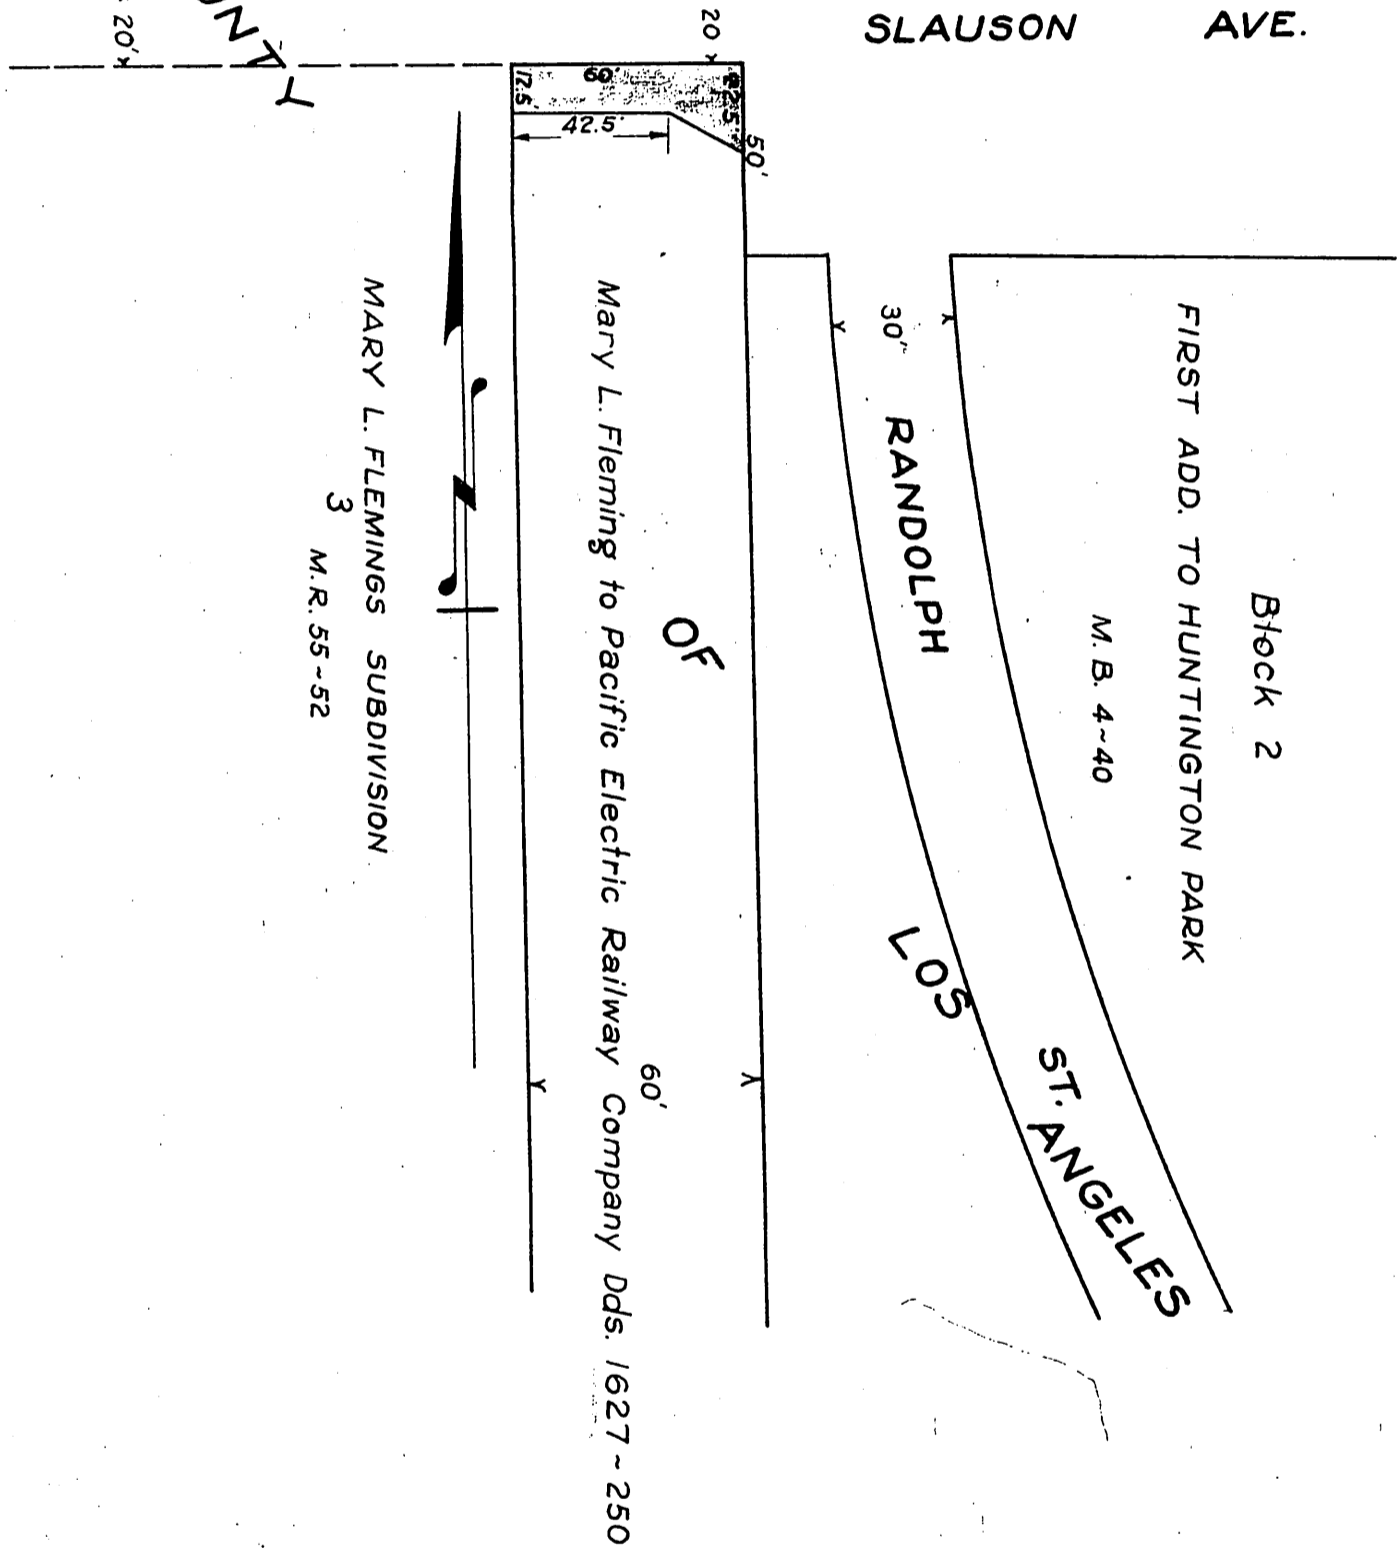 SLAUSON AVE.
20'
20
UNTY
60'
12.5'
22.5'
42.5'
50'
Block 2
FIRST ADD. TO HUNTINGTON PARK
M. B. 4~40
30'
RANDOLPH
ST.
OF
LOS
ANGELES
Mary L. Fleming to Pacific Electric Railway Company Dds. 1627~250
60'
MARY L. FLEMINGS SUBDIVISION
3
M.R. 55~52